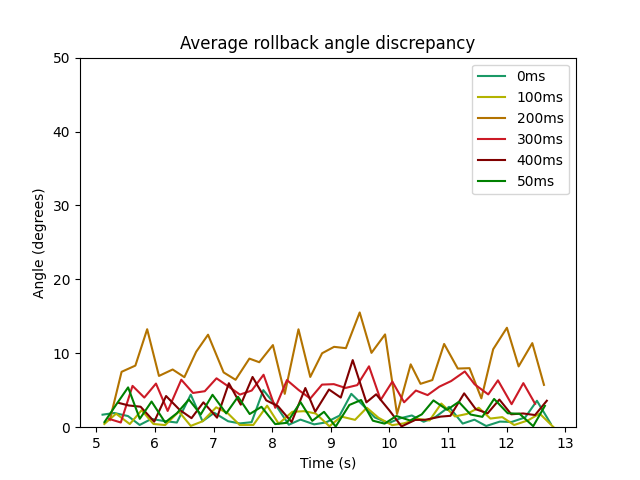 Average rollback angle discrepancy
50
40
30
20
10
0
Angle (degrees)
0ms
100ms
200ms
300ms
400ms
50ms
5 6 7 8 9 10 11 12 13
Time (s)